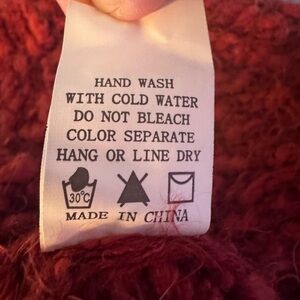 HAND WASH
WITH COLD WATER
DO NOT BLEACH
COLOR SEPARATE
HANG OR LINE DRY
30°C
MADE IN CHINA